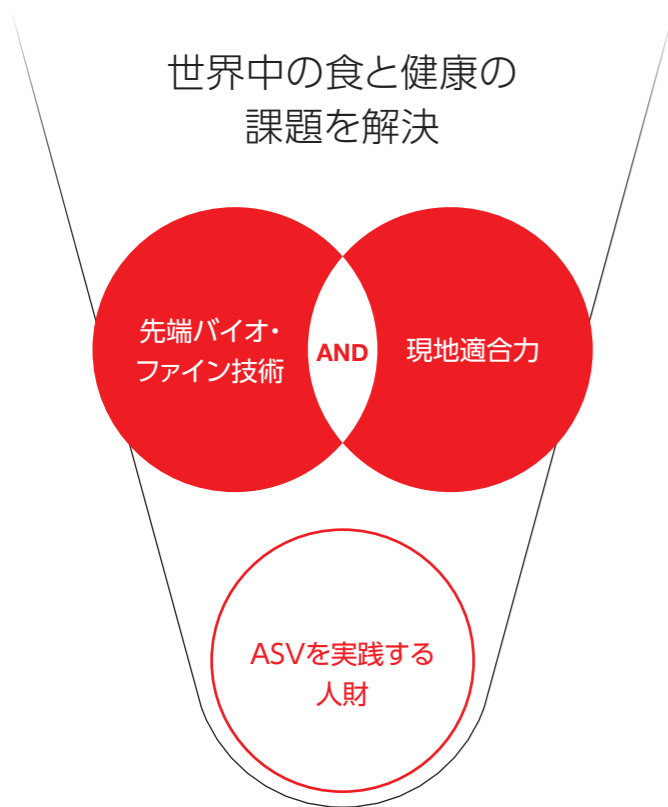 世界中の食と健康の
課題を解決
先端バイオ・
ファイン技術
AND
現地適合力
ASVを実践する
人財